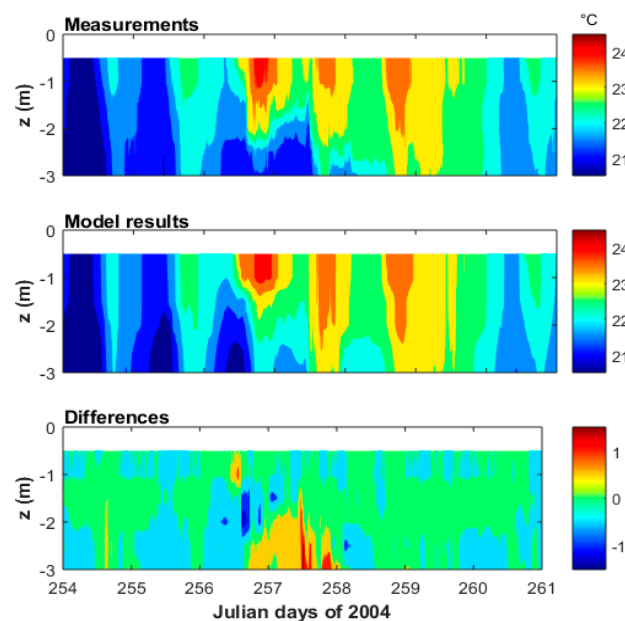 Measurements
°C
0
-1
-2
-3
z (m)
24
23
22
21
Model results
0
-1
-2
-3
z (m)
24
23
22
21
Differences
0
-1
-2
-3
z (m)
1
0
-1
254 255 256 257 258 259 260 261
Julian days of 2004